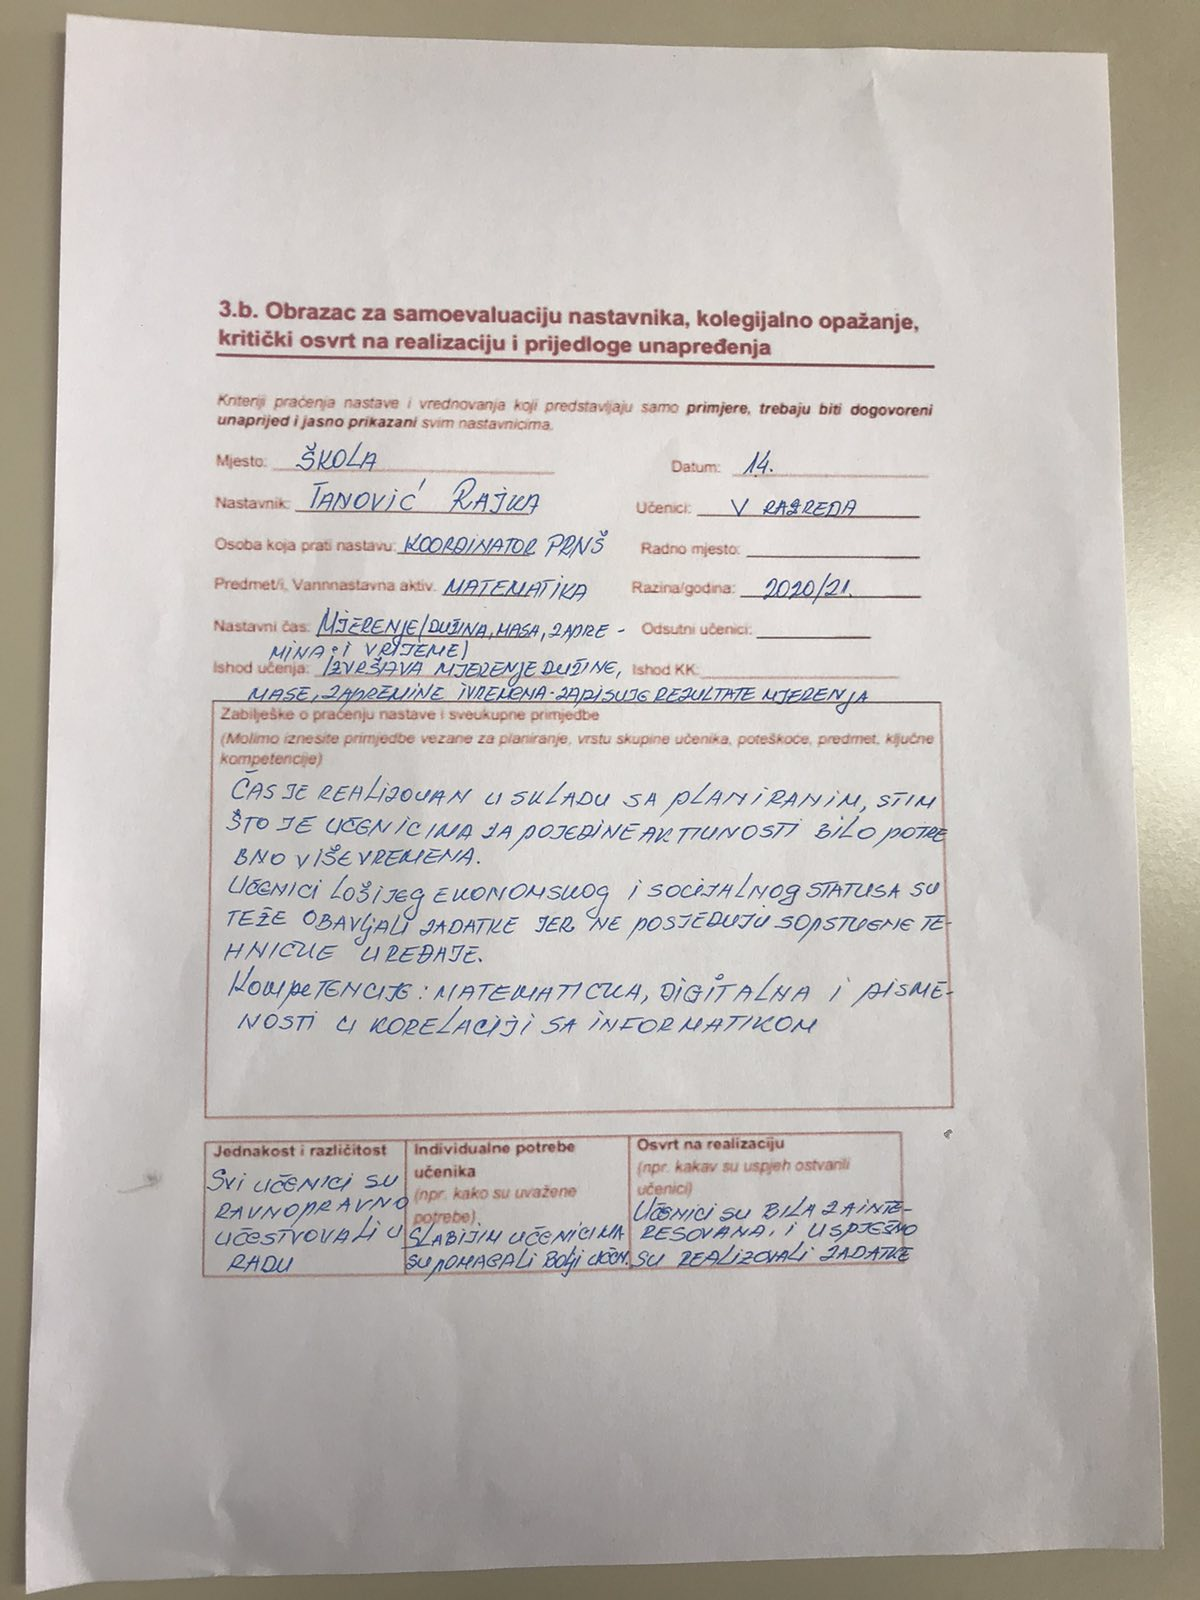 3.b. Obrazac za samoevaluaciju nastavnika, kolegijalno opažanje,
kritički osvrt na realizaciju i prijedloge unapređenja
Kriteriji praćenja nastave i vrednovanja koji predstavljaju samo primjere, trebaju biti dogovoreni
unaprijed i jasno prikazani svim nastavnicima.
Mjesto: ŠKOLA Datum: 14.
Nastavnik: TANOVIĆ RAJKA Učenici: V RAZREDA
Osoba koja prati nastavu: KOORDINATOR PRNŠ Radno mjesto:
Predmet/i, Vannnastavna aktiv. MATEMATIKA Razina/godina: 2020/21.
Nastavni čas: MJERENJE (DUŽINA, MASA, ZAPRE- Odsutni učenici:
MINA I VRIJEME)
Ishod učenja: IZVRŠAVA MJERENJE DUŽINE, Ishod KK:
MASE, ZAPREMINE I VREMENA - ZAPISUJE REZULTATE MJERENJA
Zabilješke o praćenju nastave i sveukupne primjedbe
(Molimo iznesite primjedbe vezane za planiranje, vrstu skupine učenika, poteškoće, predmet, ključne
kompetencije)
ČAS JE REALIZOVAN U SKLADU SA PLANIRANIM, S TIM
ŠTO JE UČENICIMA ZA POJEDINE AKTIVNOSTI BILO POTRE
BNO VIŠE VREMENA.
UČENICI LOŠIJEG EKONOMSKOG I SOCIJALNOG STATUSA SU
TEŽE OBAVLJALI ZADATKE JER NE POSJEDUJU SOPSTVENE TE-
HNIČKE UREĐAJE.
KOMPETENCIJE: MATEMATIČKA, DIGITALNA I PISME-
NOSTI U KORELACIJI SA INFORMATIKOM
Jednakost i različitost
SVI UČENICI SU
RAVNOPRAVNO
UČESTVOVALI U
RADU
Individualne potrebe
učenika
(npr. kako su uvažene
potrebe)
SLABIJIM UČENICIMA
SU POMAGALI BOLJI UČEN.
Osvrt na realizaciju
(npr. kakav su uspjeh ostvarili
učenici)
UČENICI SU BILA ZAINTE-
RESOVANA, I USPJEŠNO
SU REALIZOVALI ZADATKE